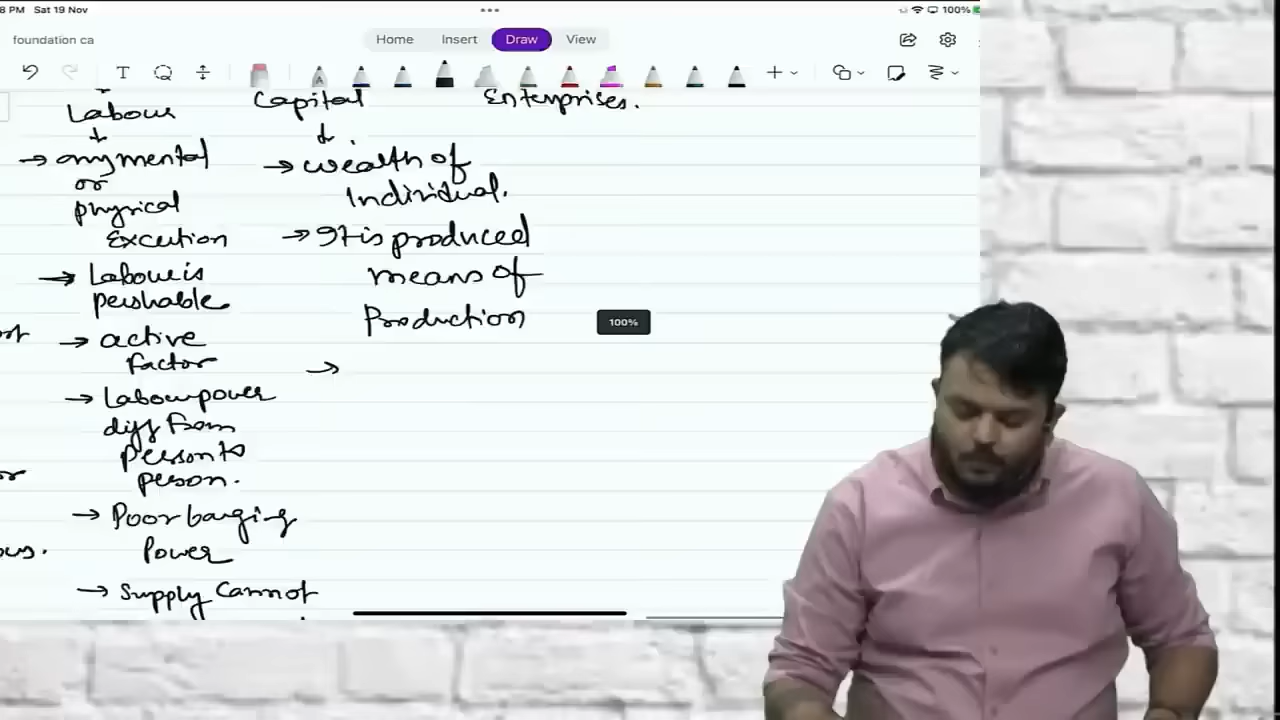 8 PM Sat 19 Nov
100%
foundation ca
Home Insert Draw View
Labour
→ any mental
or
physical
Excution
→ Labour is
perishable
→ active
factor
→ Labour power
diff from
Person to
person.
→ Poor barging
Power
→ Supply Cannot
Capital
→ wealth of
Individual.
→ It is produced
means of
Production
→
Enterprises.
100%